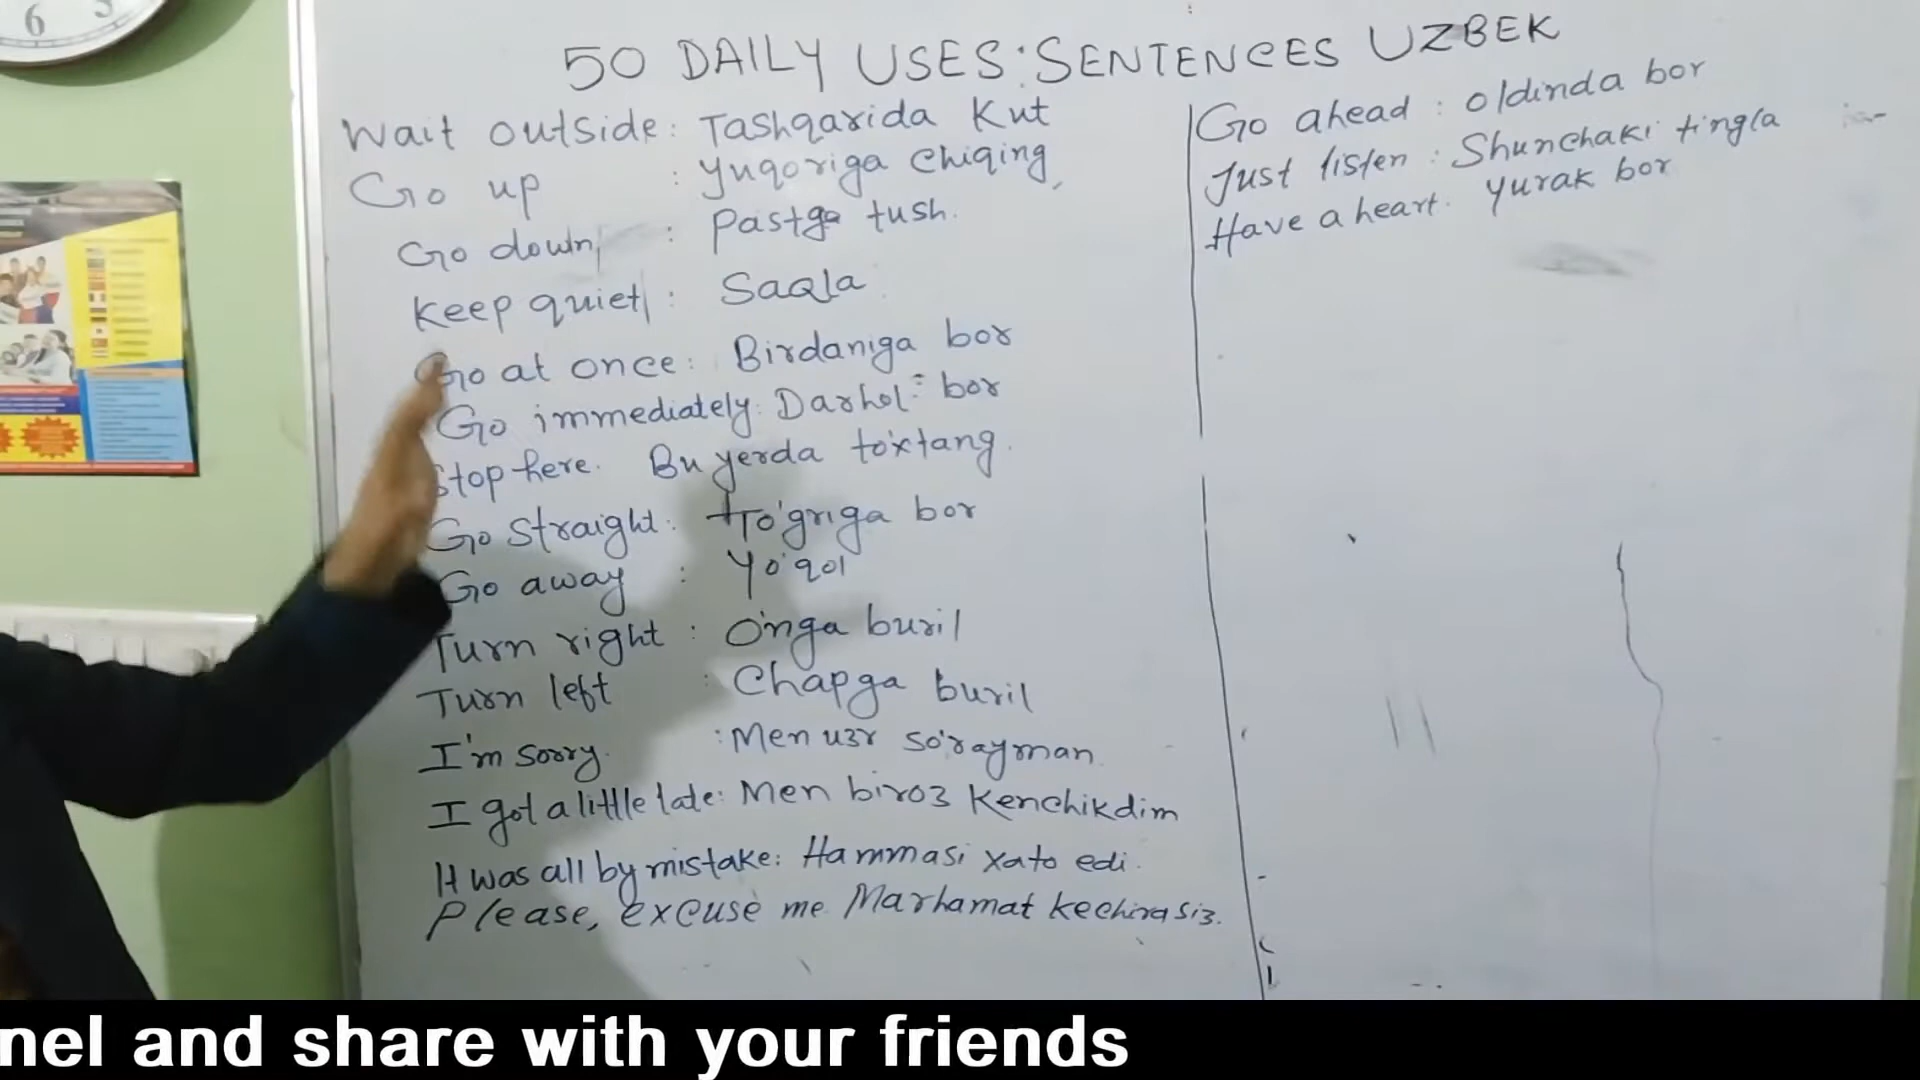 6 5
50 DAILY USES: SENTENCES UZBEK
Wait outside: Tashqarida Kut
Go up : Yuqoriga chiqing
Go down : Pastga tush.
Keep quiet : Saqla
Go at once: Birdaniga bor
Go immediately: Darhol bor
Stop here. Bu yerda to'xtang.
Go straight: To'griga bor
Go away : Yo'qol
Turn right : O'nga buril
Turn left : Chapga buril
I'm sorry. : Men uzr so'rayman
I got a little late: Men biroz Kenchikdim
It was all by mistake: Hammasi xato edi.
Please, excuse me Marhamat kechirasiz.
Go ahead : oldinda bor
Just listen : Shunchaki tingla
Have a heart. Yurak bor
nel and share with your friends